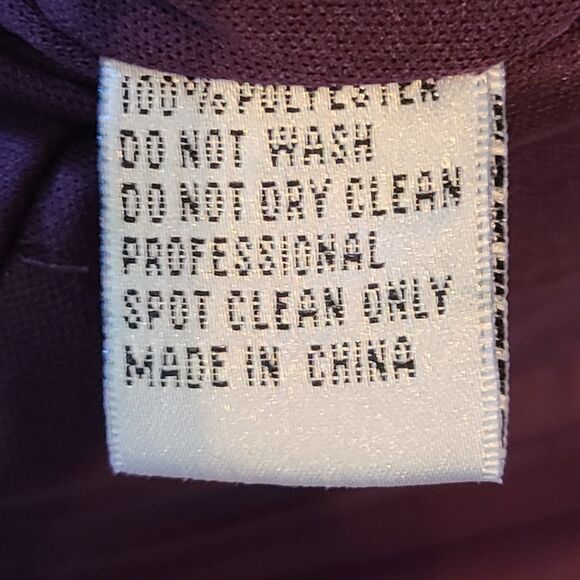 100% POLYESTER
DO NOT WASH
DO NOT DRY CLEAN
PROFESSIONAL
SPOT CLEAN ONLY
MADE IN CHINA